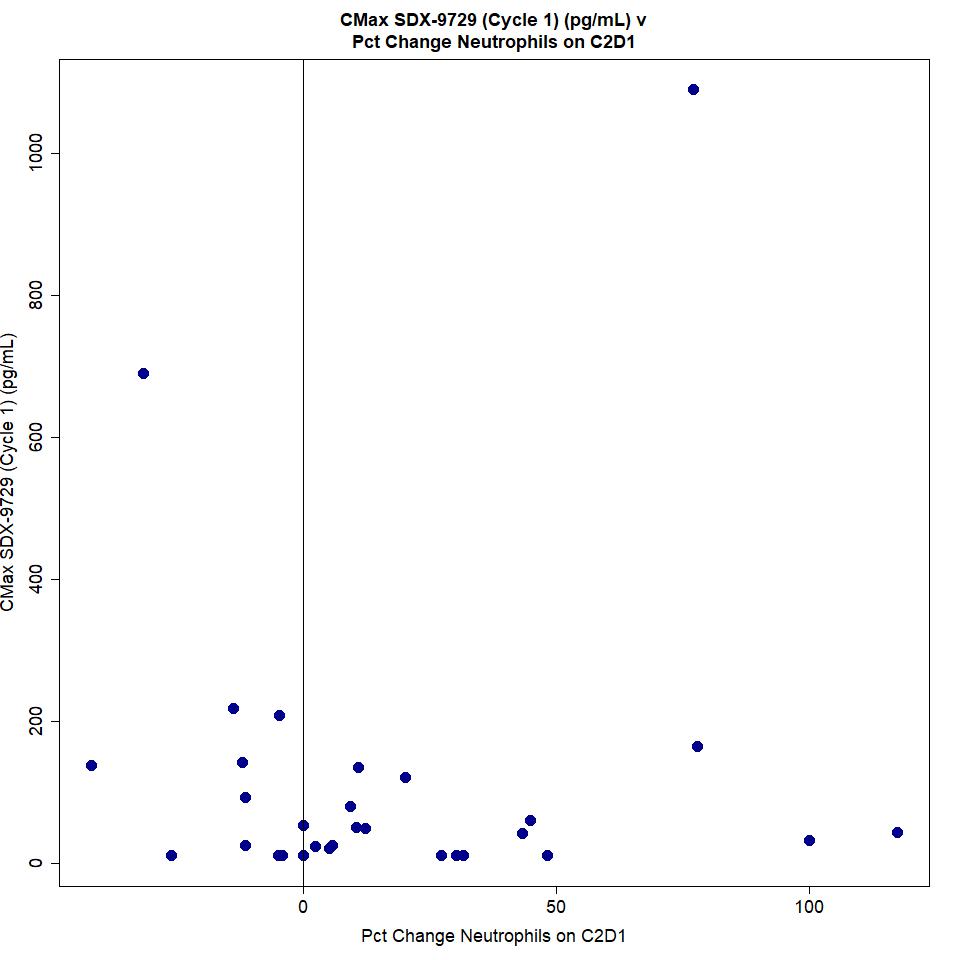 CMax SDX-9729 (Cycle 1) (pg/mL) v
Pct Change Neutrophils on C2D1
CMax SDX-9729 (Cycle 1) (pg/mL)
1000
800
600
400
200
0
0 50 100
Pct Change Neutrophils on C2D1